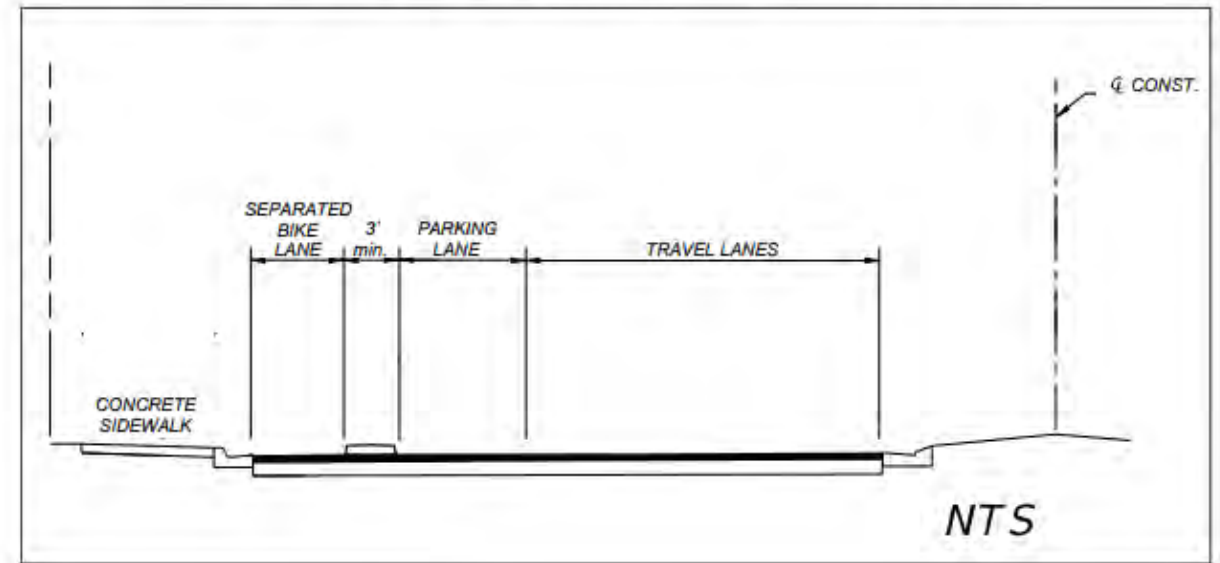 ℄ CONST.
SEPARATED
BIKE
LANE
3'
min.
PARKING
LANE
TRAVEL LANES
CONCRETE
SIDEWALK
NTS